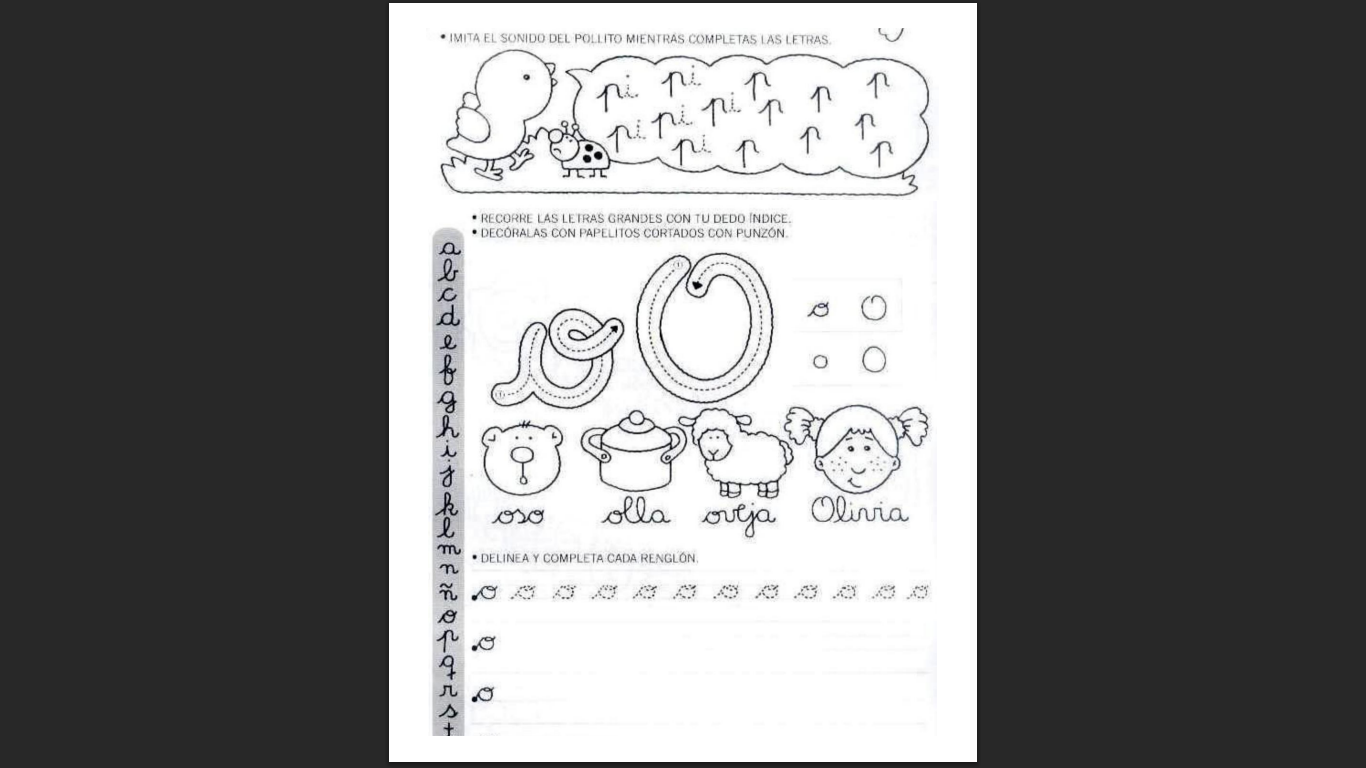 • IMITA EL SONIDO DEL POLLITO MIENTRAS COMPLETAS LAS LETRAS.
pi pi p p p
pi pi pi p p p
pi pi p p p
• RECORRE LAS LETRAS GRANDES CON TU DEDO ÍNDICE.
• DECÓRALAS CON PAPELITOS CORTADOS CON PUNZÓN.
o O
o O
o O
oso olla oveja Olivia
• DELINEA Y COMPLETA CADA RENGLÓN.
o o o o o o o o o o o o
o
o
a
b
c
d
e
f
g
h
i
j
k
l
m
n
ñ
o
p
q
r
s
t